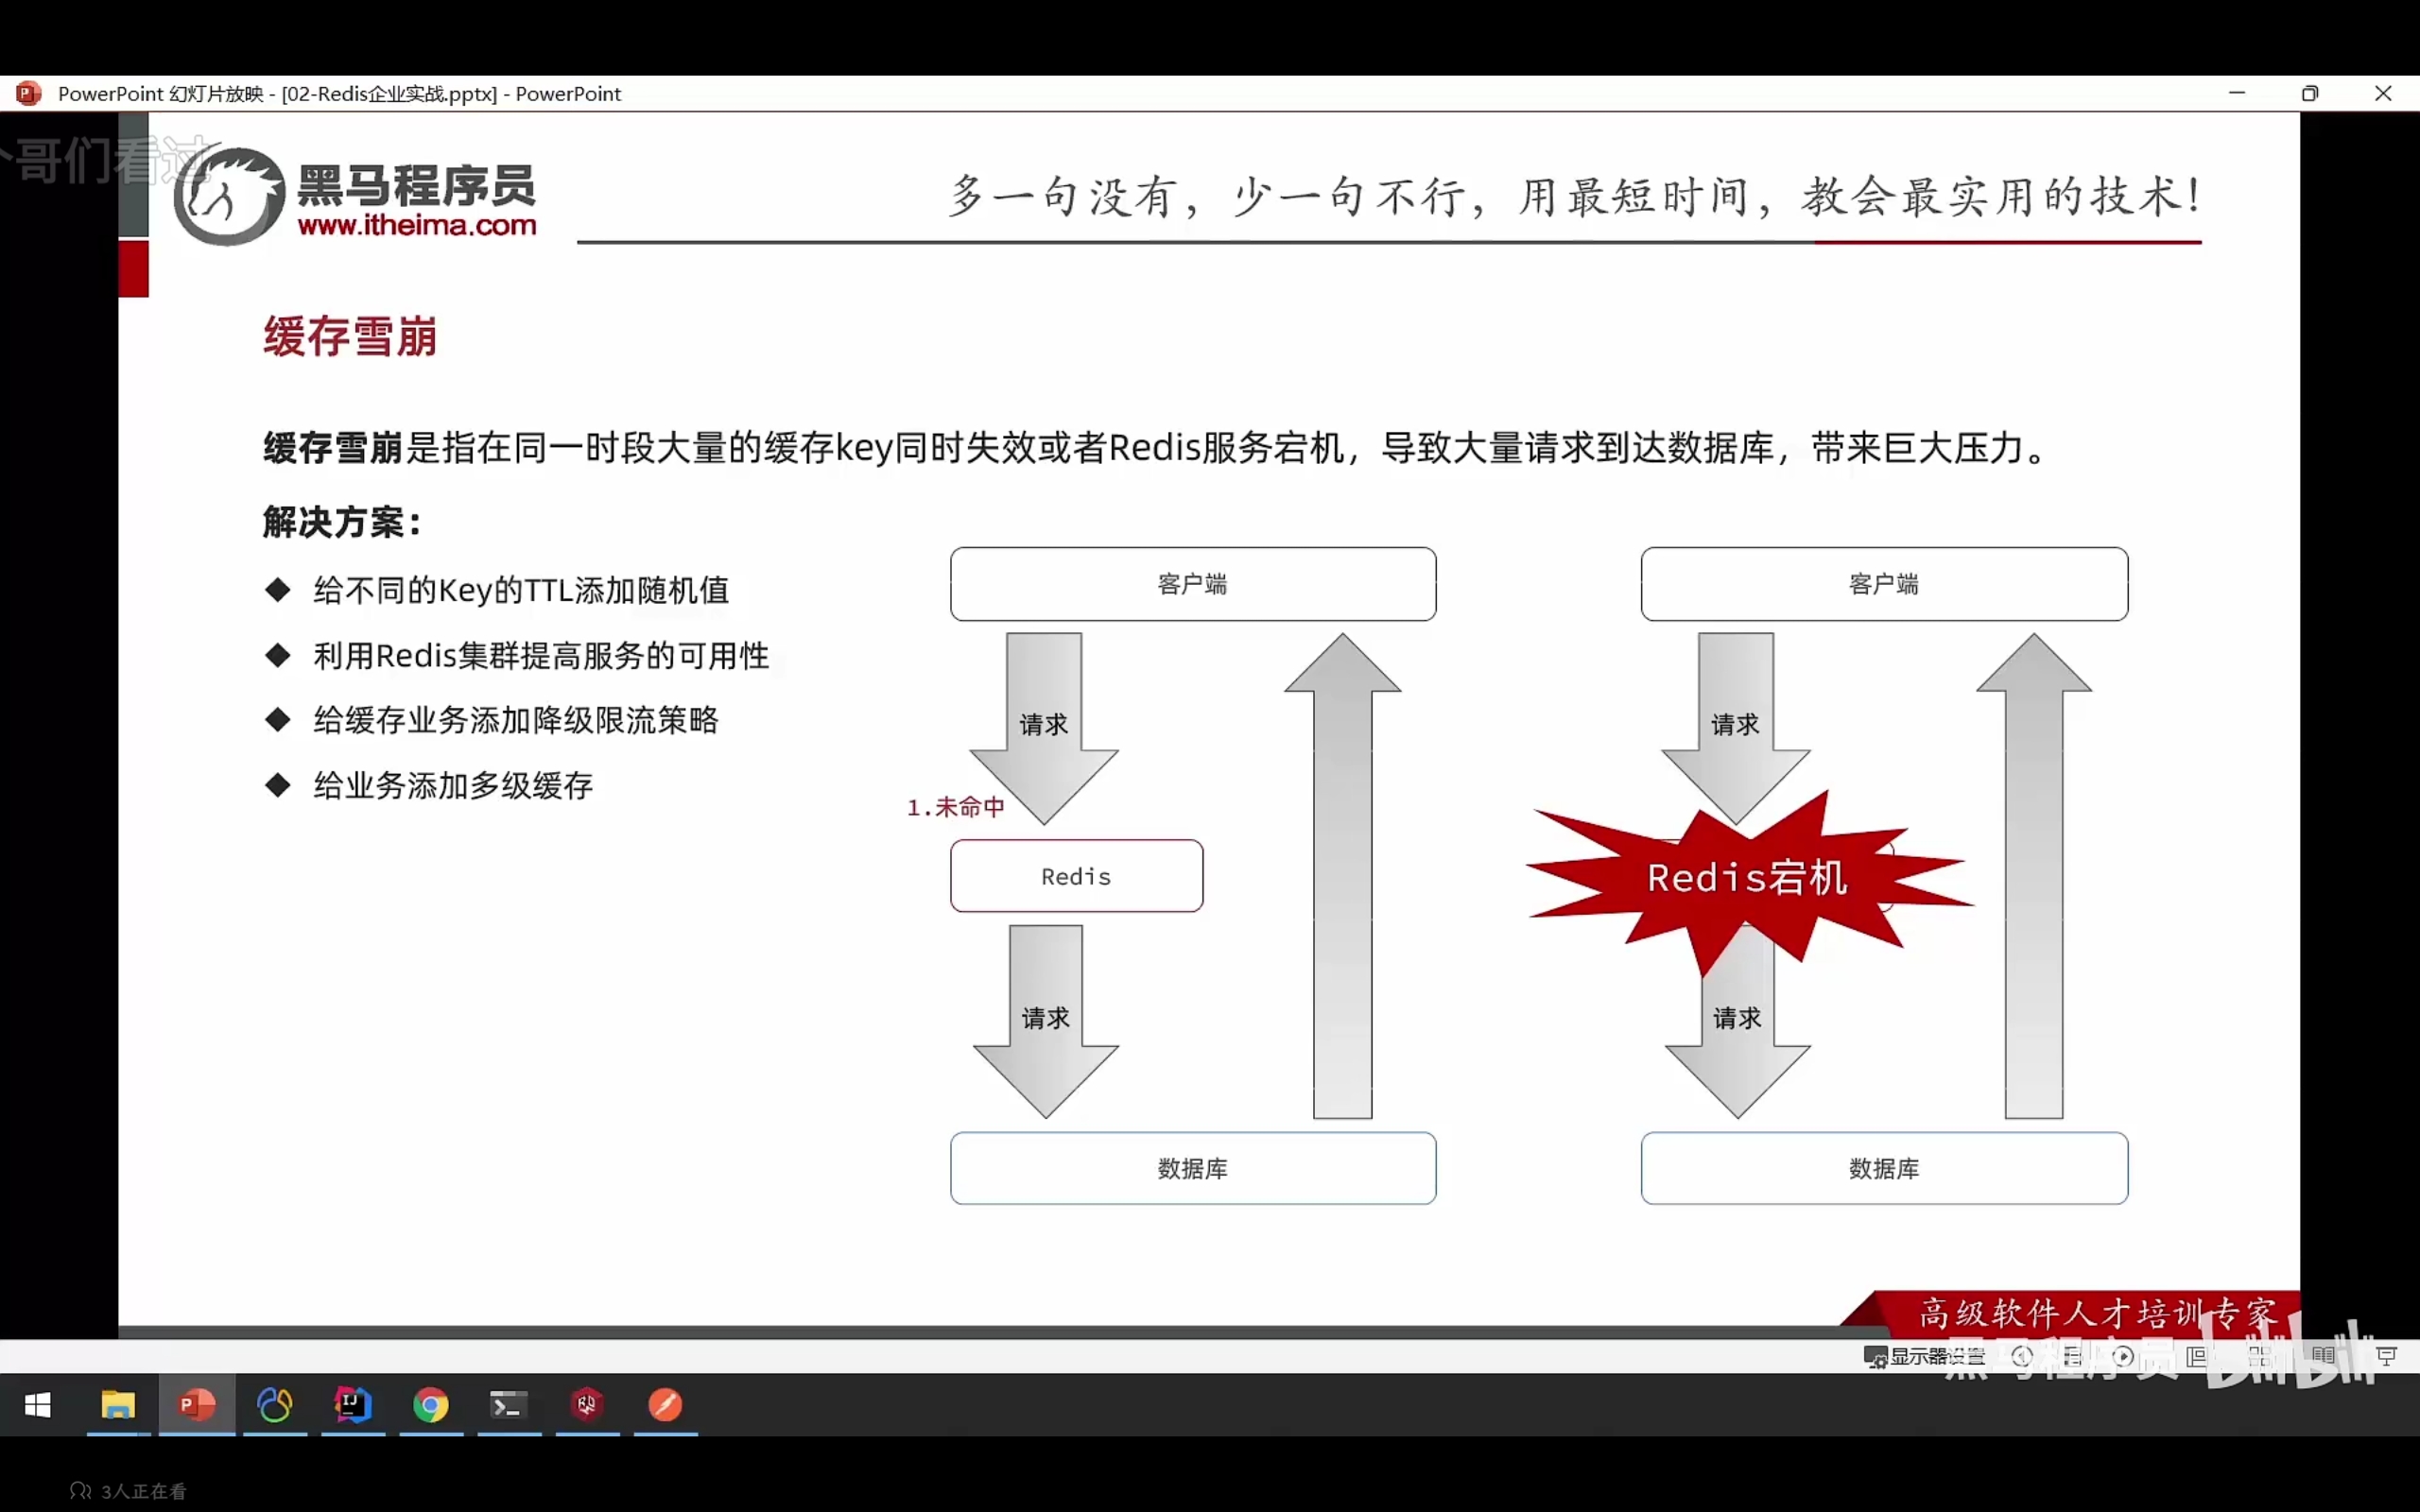 PowerPoint 幻灯片放映 - [02-Redis企业实战.pptx] - PowerPoint
个哥们看过
黑马程序员
www.itheima.com
多一句没有，少一句不行，用最短时间，教会最实用的技术！
缓存雪崩
缓存雪崩是指在同一时段大量的缓存key同时失效或者Redis服务宕机，导致大量请求到达数据库，带来巨大压力。
解决方案：
给不同的Key的TTL添加随机值
利用Redis集群提高服务的可用性
给缓存业务添加降级限流策略
给业务添加多级缓存
客户端
请求
1.未命中
Redis
请求
数据库
客户端
请求
Redis宕机
请求
数据库
高级软件人才培训专家
显示器设置
黑马程序员 bilibili
3人正在看